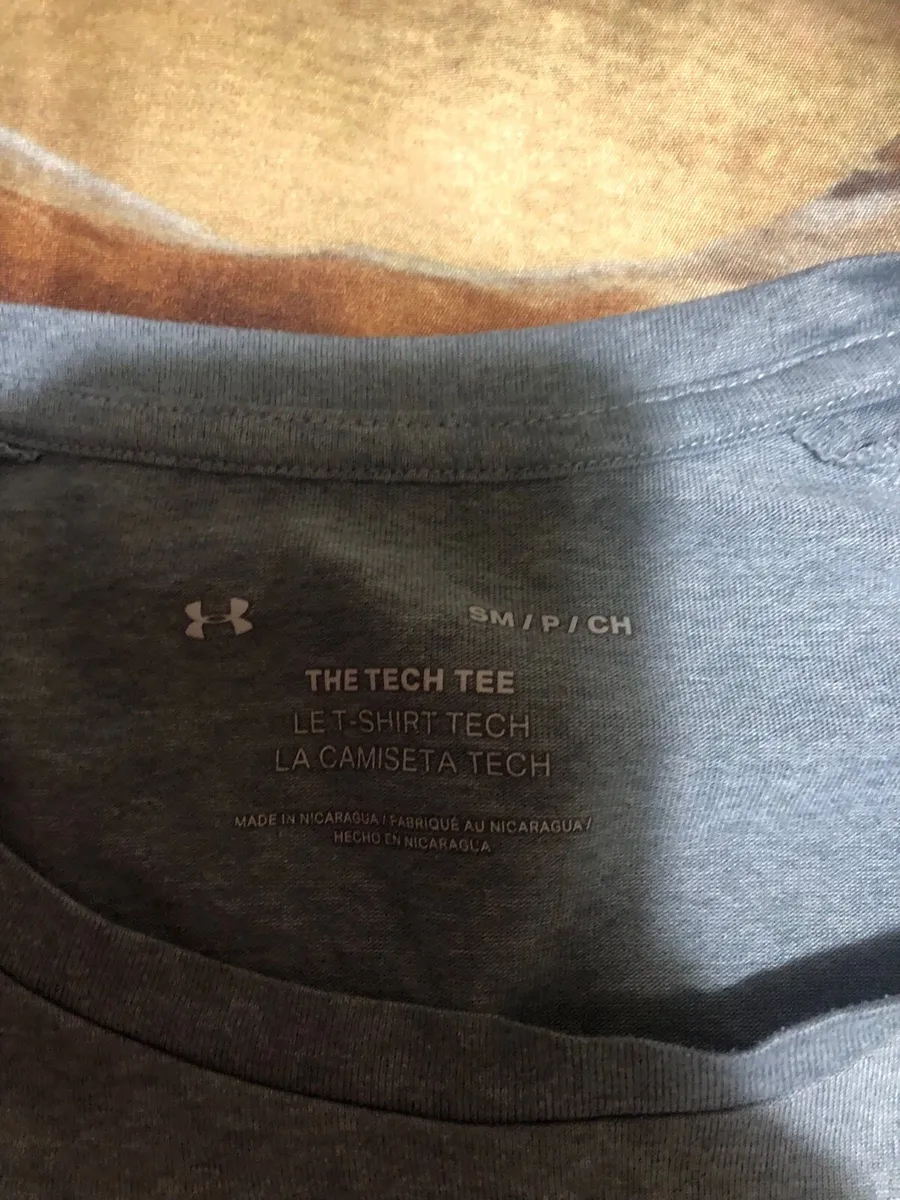 SM / P / CH
THE TECH TEE
LE T-SHIRT TECH
LA CAMISETA TECH
MADE IN NICARAGUA / FABRIQUÉ AU NICARAGUA /
HECHO EN NICARAGUA